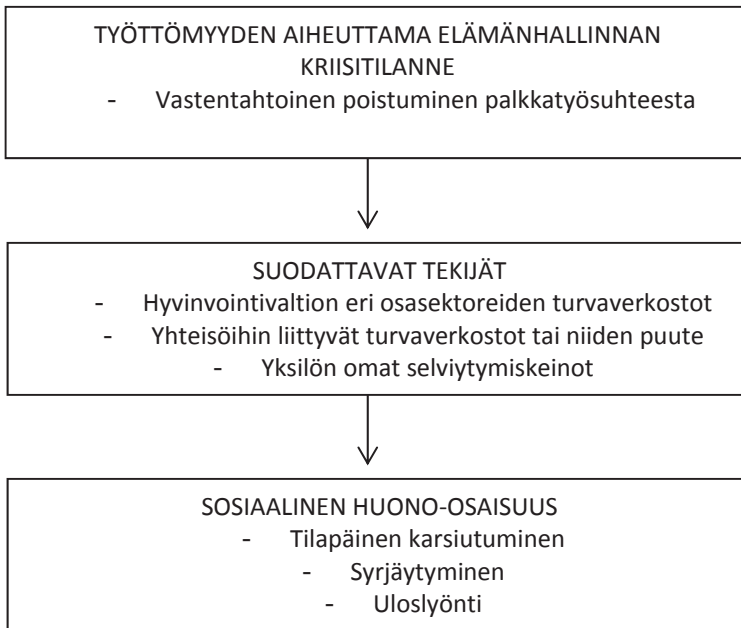 TYÖTTÖMYYDEN AIHEUTTAMA ELÄMÄNHALLINNAN
KRIISITILANNE
- Vastentahtoinen poistuminen palkkatyösuhteesta
SUODATTAVAT TEKIJÄT
- Hyvinvointivaltion eri osasektoreiden turvaverkostot
- Yhteisöihin liittyvät turvaverkostot tai niiden puute
- Yksilön omat selviytymiskeinot
SOSIAALINEN HUONO-OSAISUUS
- Tilapäinen karsiutuminen
- Syrjäytyminen
- Uloslyönti